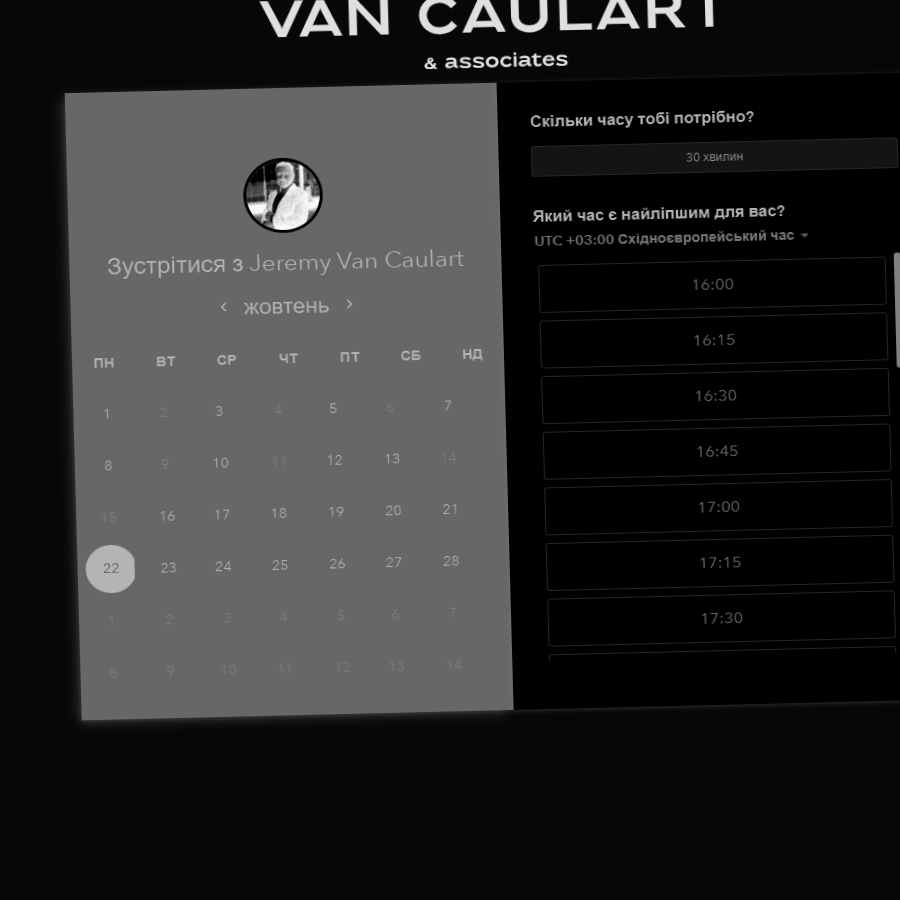 VAN CAULART
& associates
Зустрітися з Jeremy Van Caulart
жовтень
ПН ВТ СР ЧТ ПТ СБ НД
1 2 3 4 5 6 7
8 9 10 11 12 13 14
15 16 17 18 19 20 21
22 23 24 25 26 27 28
1 2 3 4 5 6 7
8 9 10 11 12 13 14
Скільки часу тобі потрібно?
30 хвилин
Який час є найліпшим для вас?
UTC +03:00 Східноєвропейський час
16:00
16:15
16:30
16:45
17:00
17:15
17:30